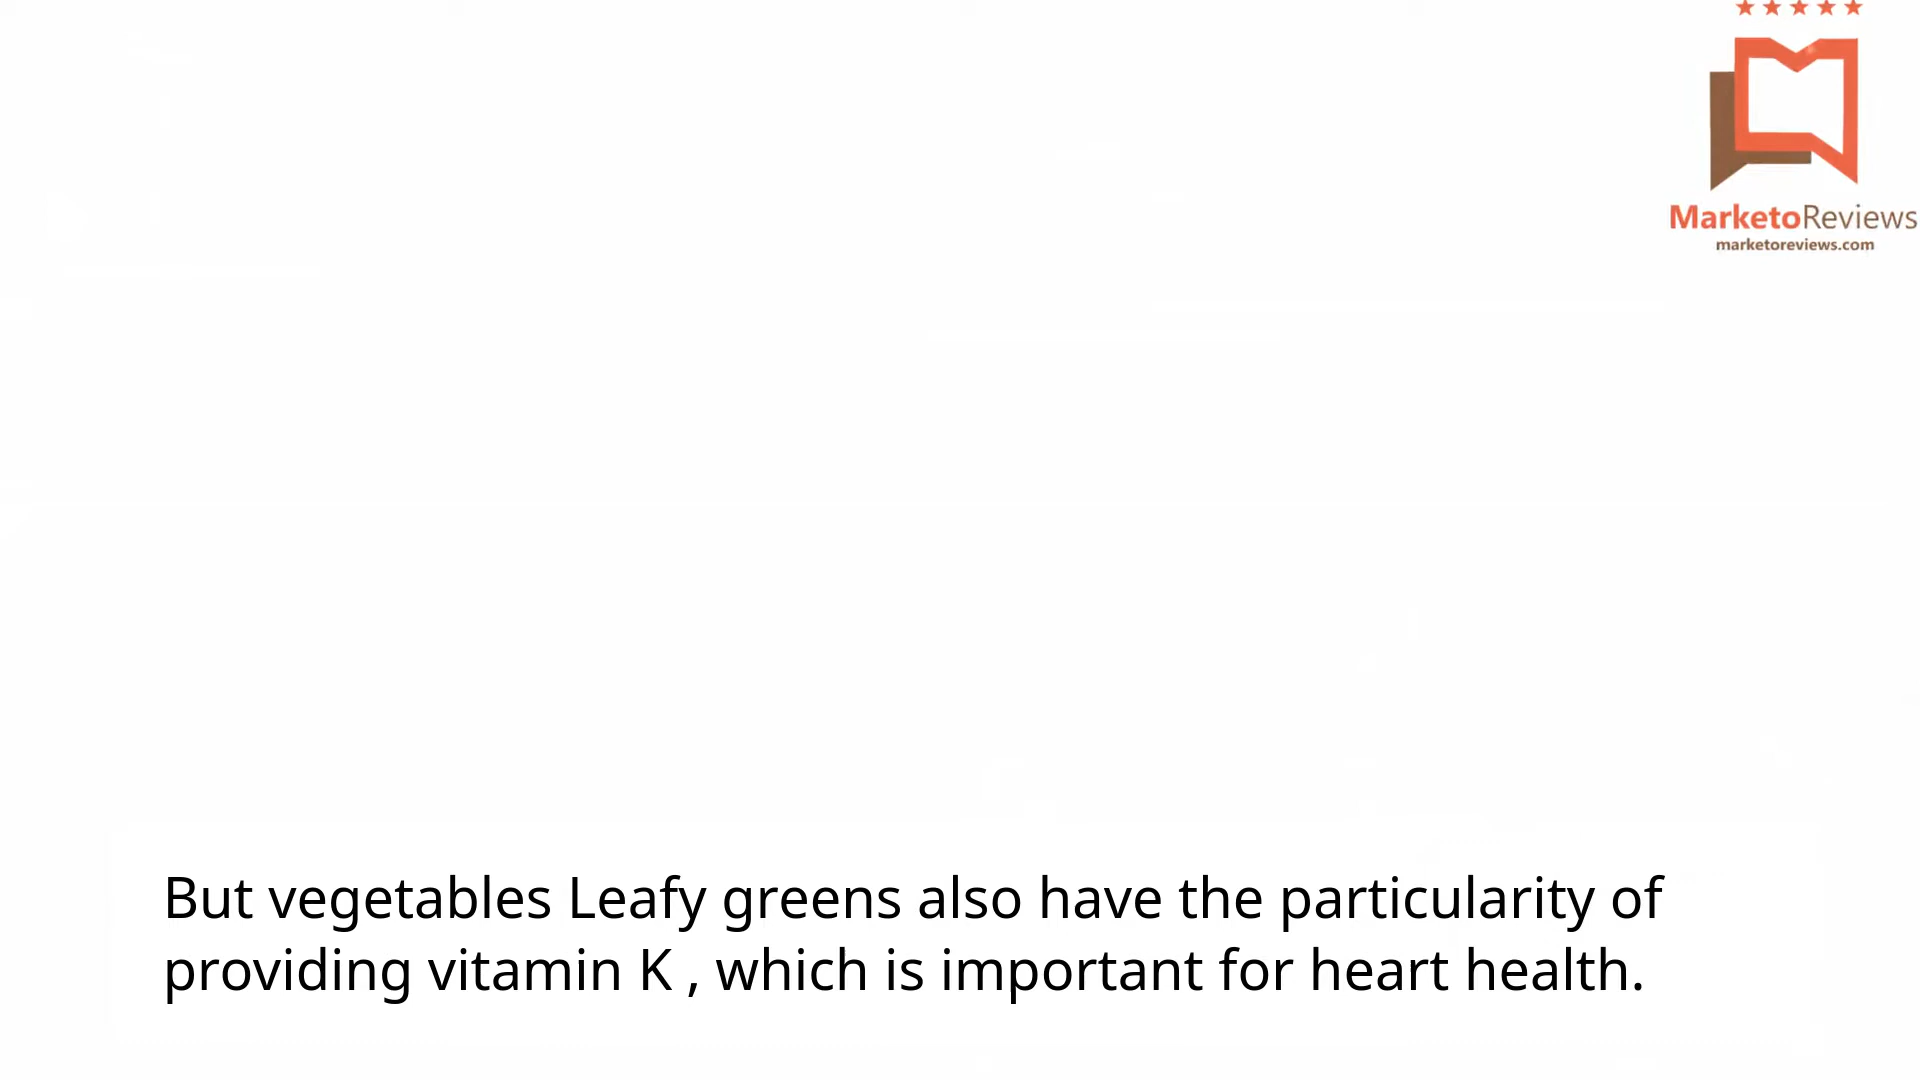 MarketoReviews
marketoreviews.com
But vegetables Leafy greens also have the particularity of
providing vitamin K , which is important for heart health.